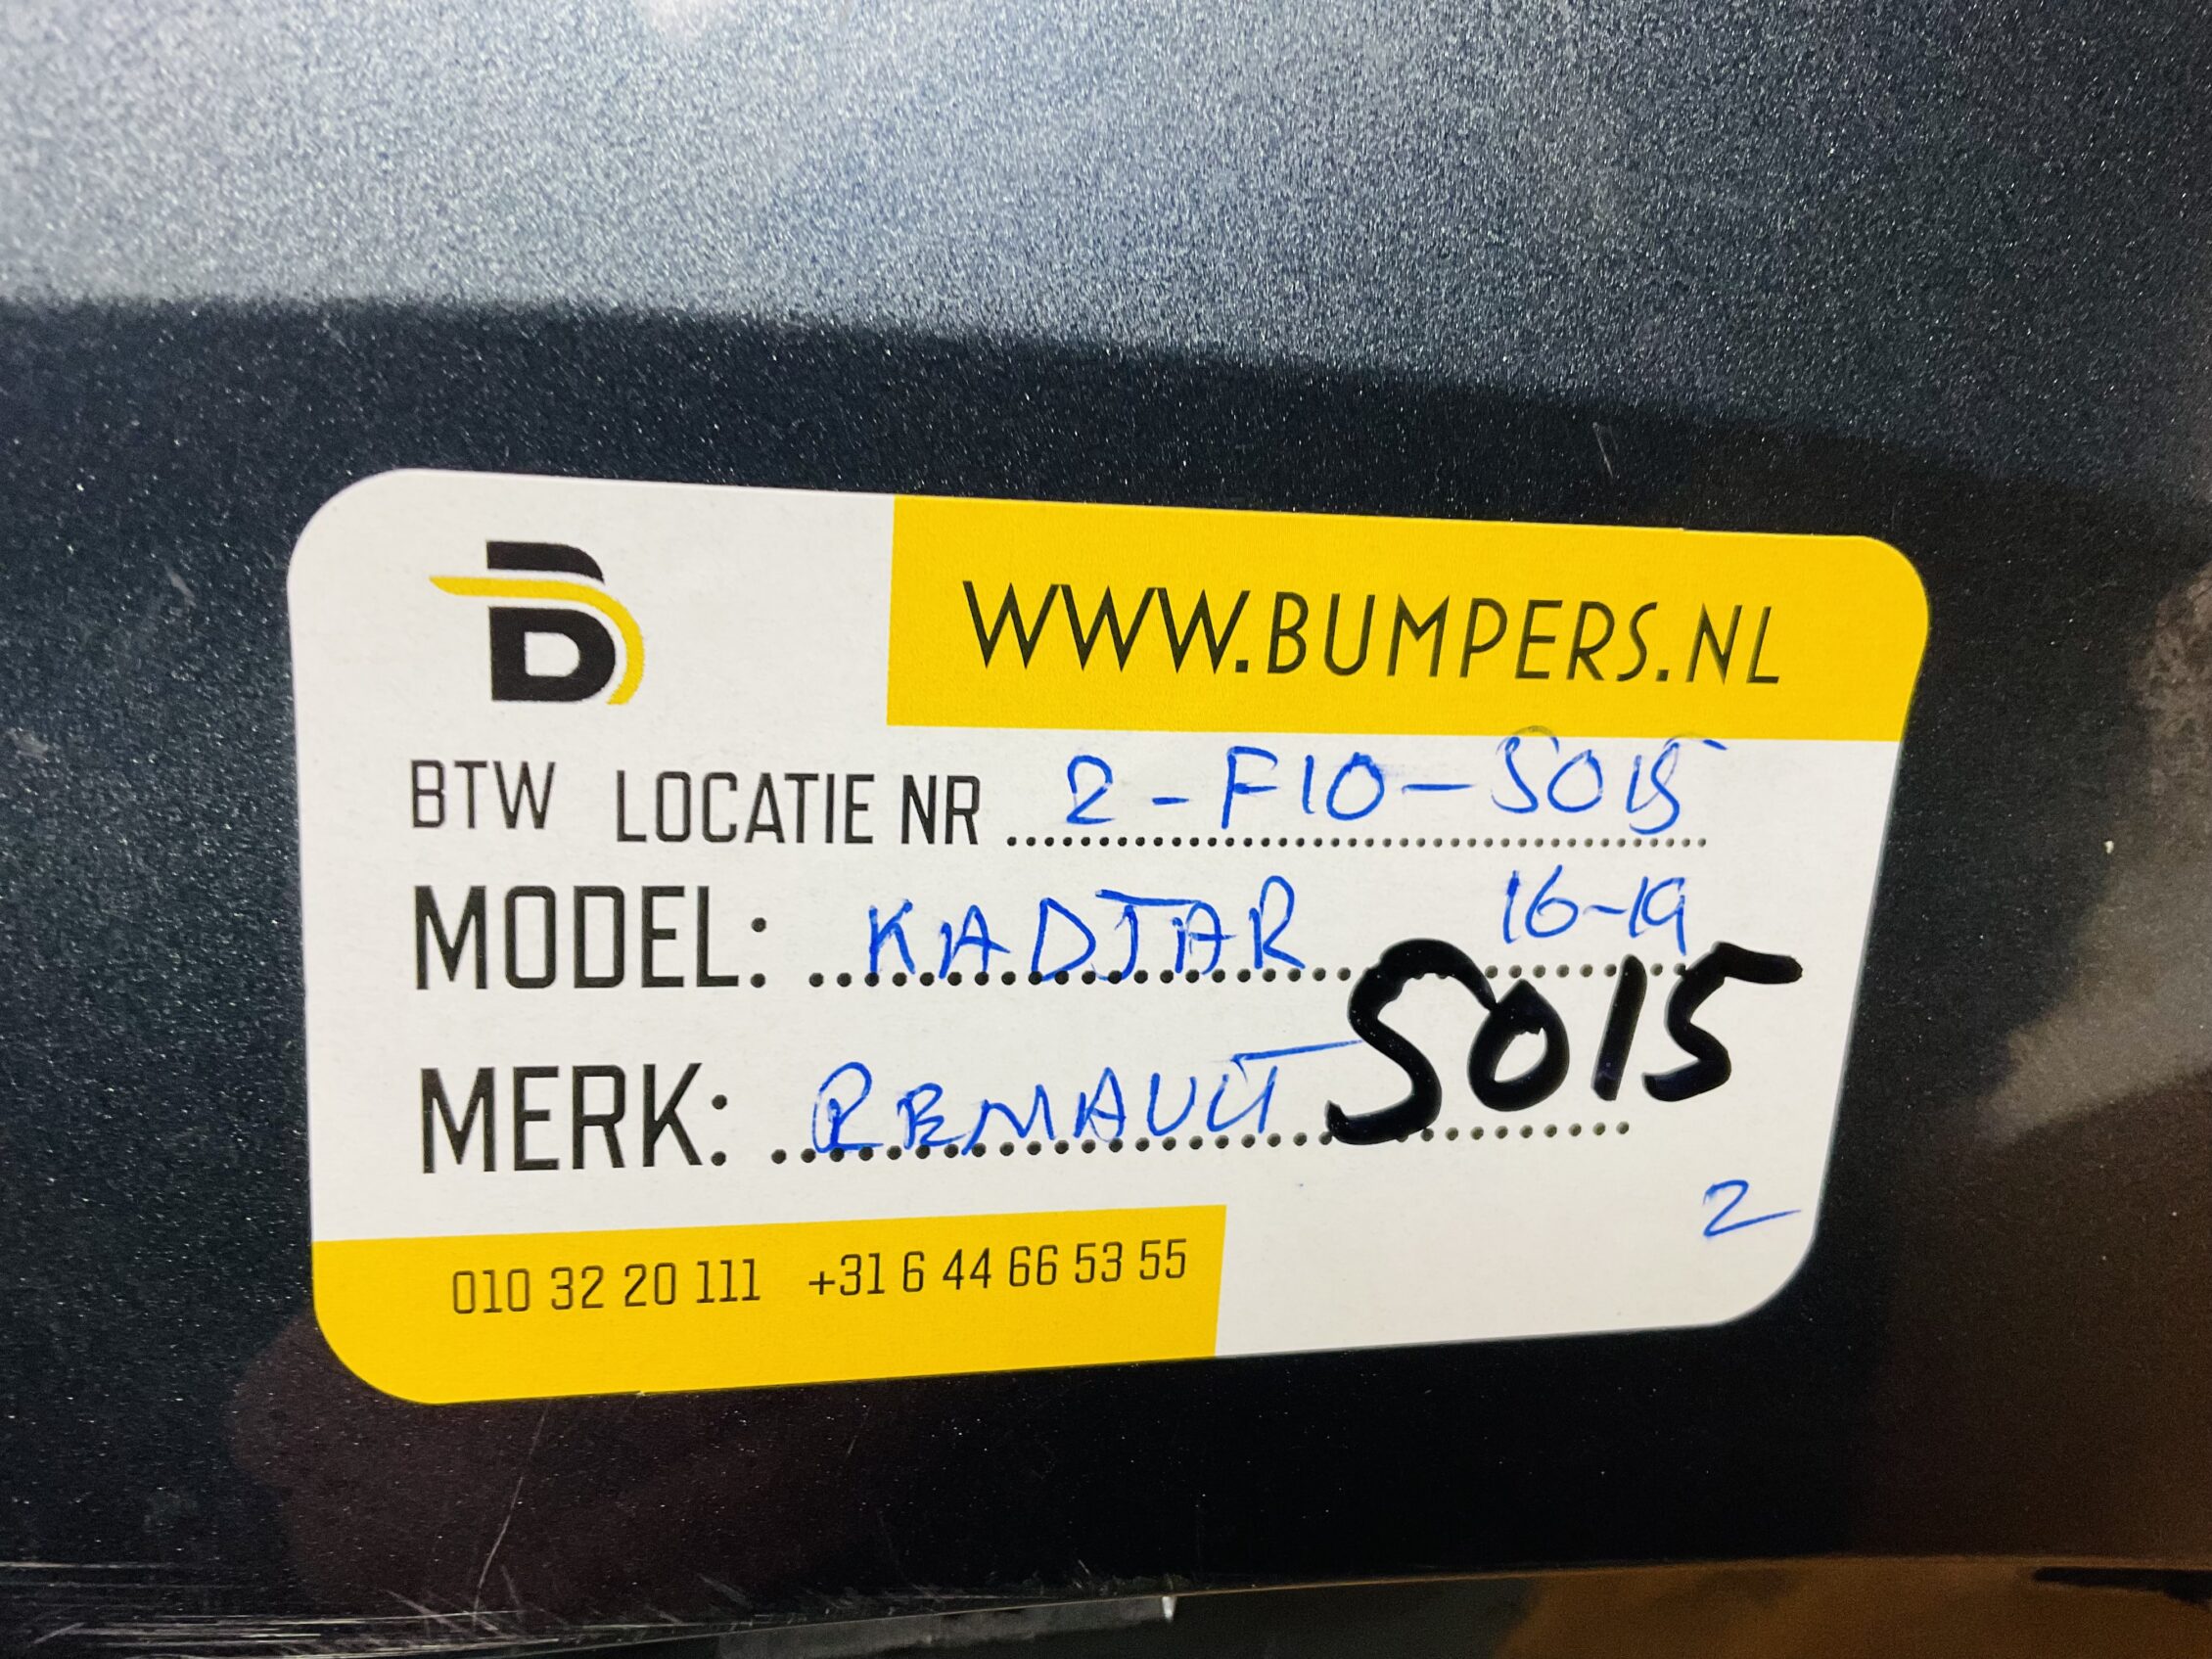 B
WWW.BUMPERS.NL
BTW LOCATIE NR 2-F10-S015
MODEL: KADJAR 16-19
MERK: RENAULT S015
2
010 32 20 111 +31 6 44 66 53 55